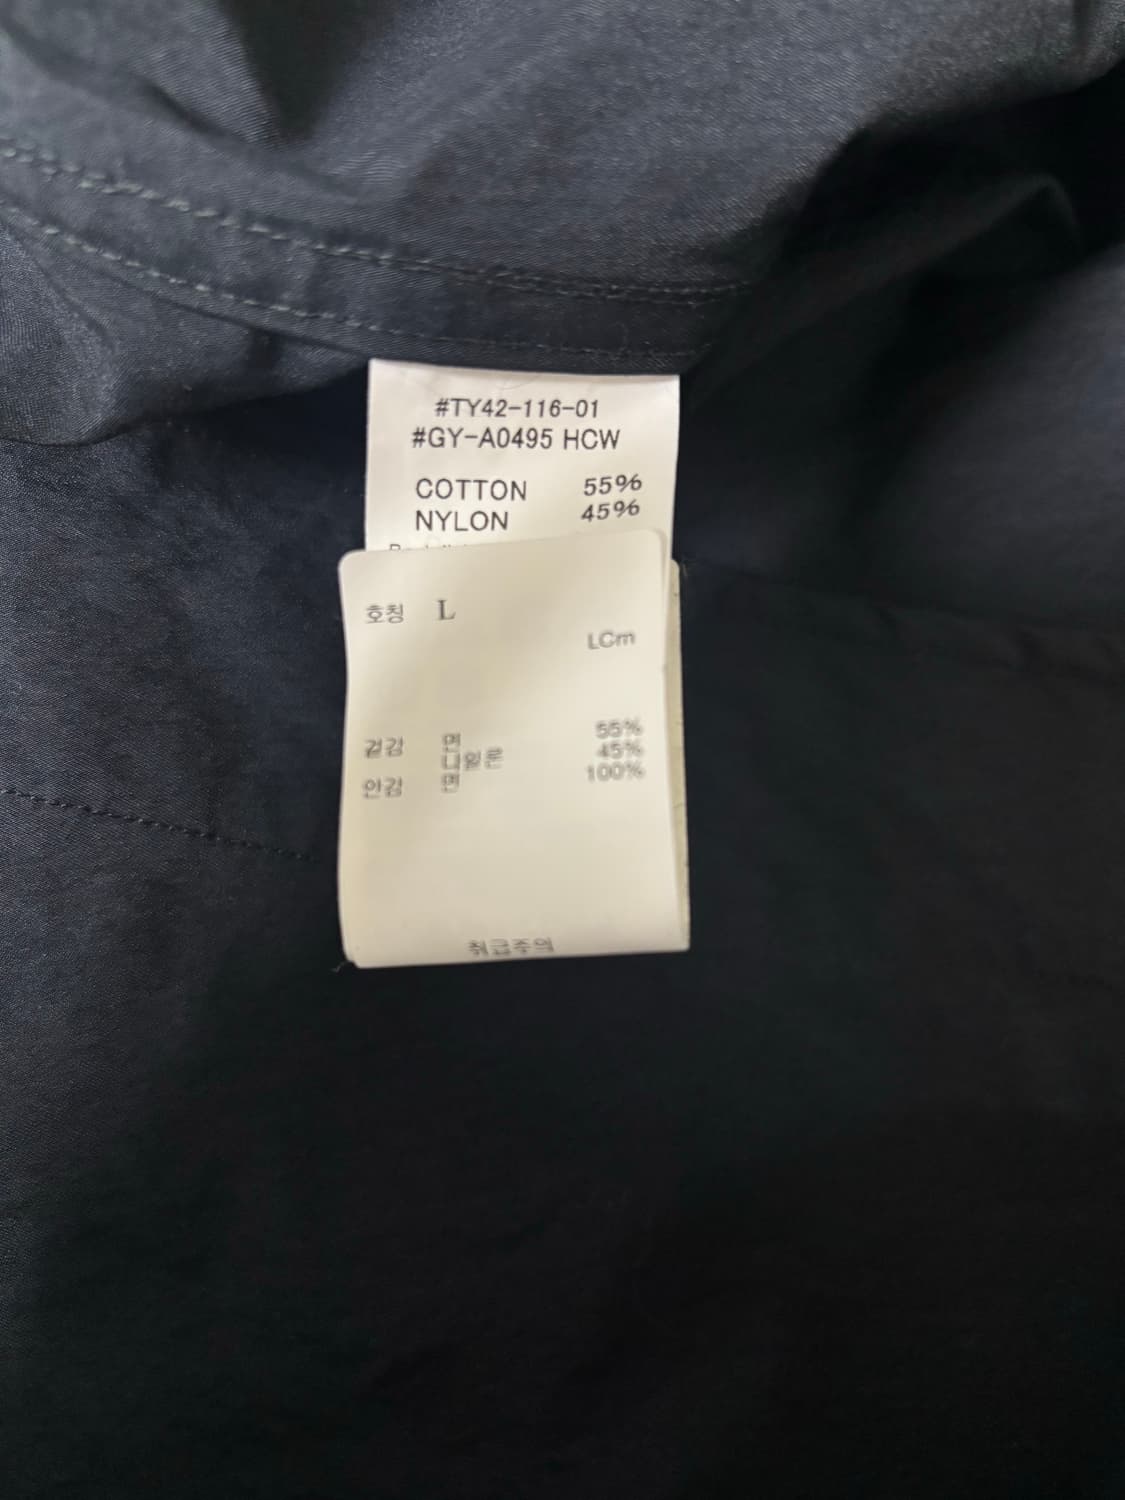 #TY42-116-01
#GY-A0495 HCW
COTTON 55%
NYLON 45%
호칭 L
LCm
겉감 면 55%
나일론 45%
안감 면 100%
취급주의